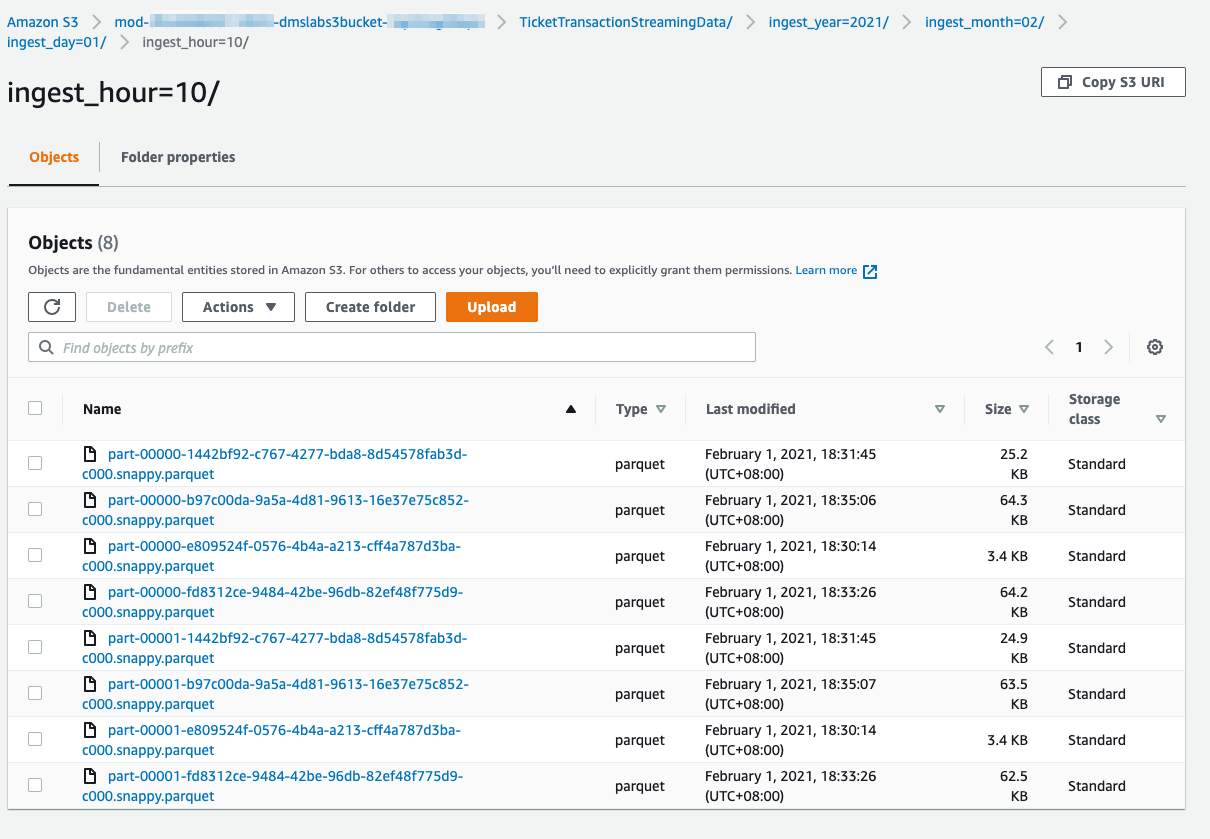 Amazon S3 mod- -dmslabs3bucket- TicketTransactionStreamingData/ ingest_year=2021/ ingest_month=02/
ingest_day=01/ ingest_hour=10/
ingest_hour=10/
Copy S3 URI
Objects Folder properties
Objects (8)
Objects are the fundamental entities stored in Amazon S3. For others to access your objects, you'll need to explicitly grant them permissions. Learn more
Delete Actions Create folder Upload
Find objects by prefix 1
Name Type Last modified Size Storage
class
part-00000-1442bf92-c767-4277-bda8-8d54578fab3d- parquet February 1, 2021, 18:31:45 25.2 Standard
c000.snappy.parquet (UTC+08:00) KB
part-00000-b97c00da-9a5a-4d81-9613-16e37e75c852- parquet February 1, 2021, 18:35:06 64.3 Standard
c000.snappy.parquet (UTC+08:00) KB
part-00000-e809524f-0576-4b4a-a213-cff4a787d3ba- parquet February 1, 2021, 18:30:14 3.4 KB Standard
c000.snappy.parquet (UTC+08:00)
part-00000-fd8312ce-9484-42be-96db-82ef48f775d9- parquet February 1, 2021, 18:33:26 64.2 Standard
c000.snappy.parquet (UTC+08:00) KB
part-00001-1442bf92-c767-4277-bda8-8d54578fab3d- parquet February 1, 2021, 18:31:45 24.9 Standard
c000.snappy.parquet (UTC+08:00) KB
part-00001-b97c00da-9a5a-4d81-9613-16e37e75c852- parquet February 1, 2021, 18:35:07 63.5 Standard
c000.snappy.parquet (UTC+08:00) KB
part-00001-e809524f-0576-4b4a-a213-cff4a787d3ba- parquet February 1, 2021, 18:30:14 3.4 KB Standard
c000.snappy.parquet (UTC+08:00)
part-00001-fd8312ce-9484-42be-96db-82ef48f775d9- parquet February 1, 2021, 18:33:26 62.5 Standard
c000.snappy.parquet (UTC+08:00) KB